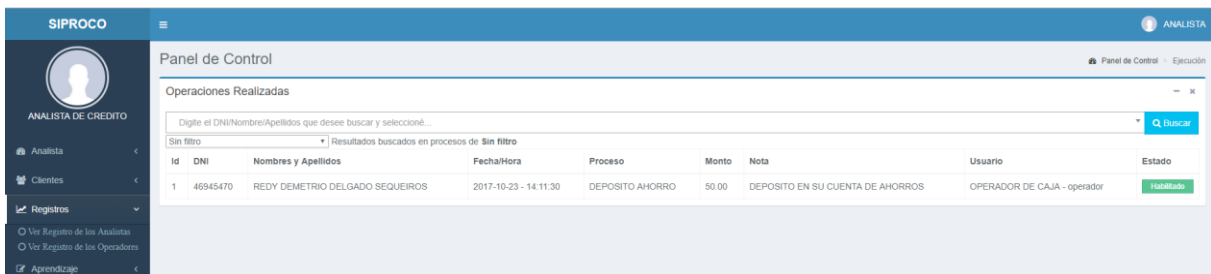 SIPROCO
ANALISTA
ANALISTA DE CREDITO
Analista
Clientes
Registros
Ver Registro de los Analistas
Ver Registro de los Operadores
Aprendizaje
Panel de Control
Panel de Control > Ejecución
Operaciones Realizadas
Digite el DNI/Nombre/Apellidos que desee buscar y seleccioné...
Buscar
Sin filtro Resultados buscados en procesos de Sin filtro
Id DNI Nombres y Apellidos Fecha/Hora Proceso Monto Nota Usuario Estado
1 46945470 REDY DEMETRIO DELGADO SEQUEIROS 2017-10-23 - 14:11:30 DEPOSITO AHORRO 50.00 DEPOSITO EN SU CUENTA DE AHORROS OPERADOR DE CAJA - operador Habilitado